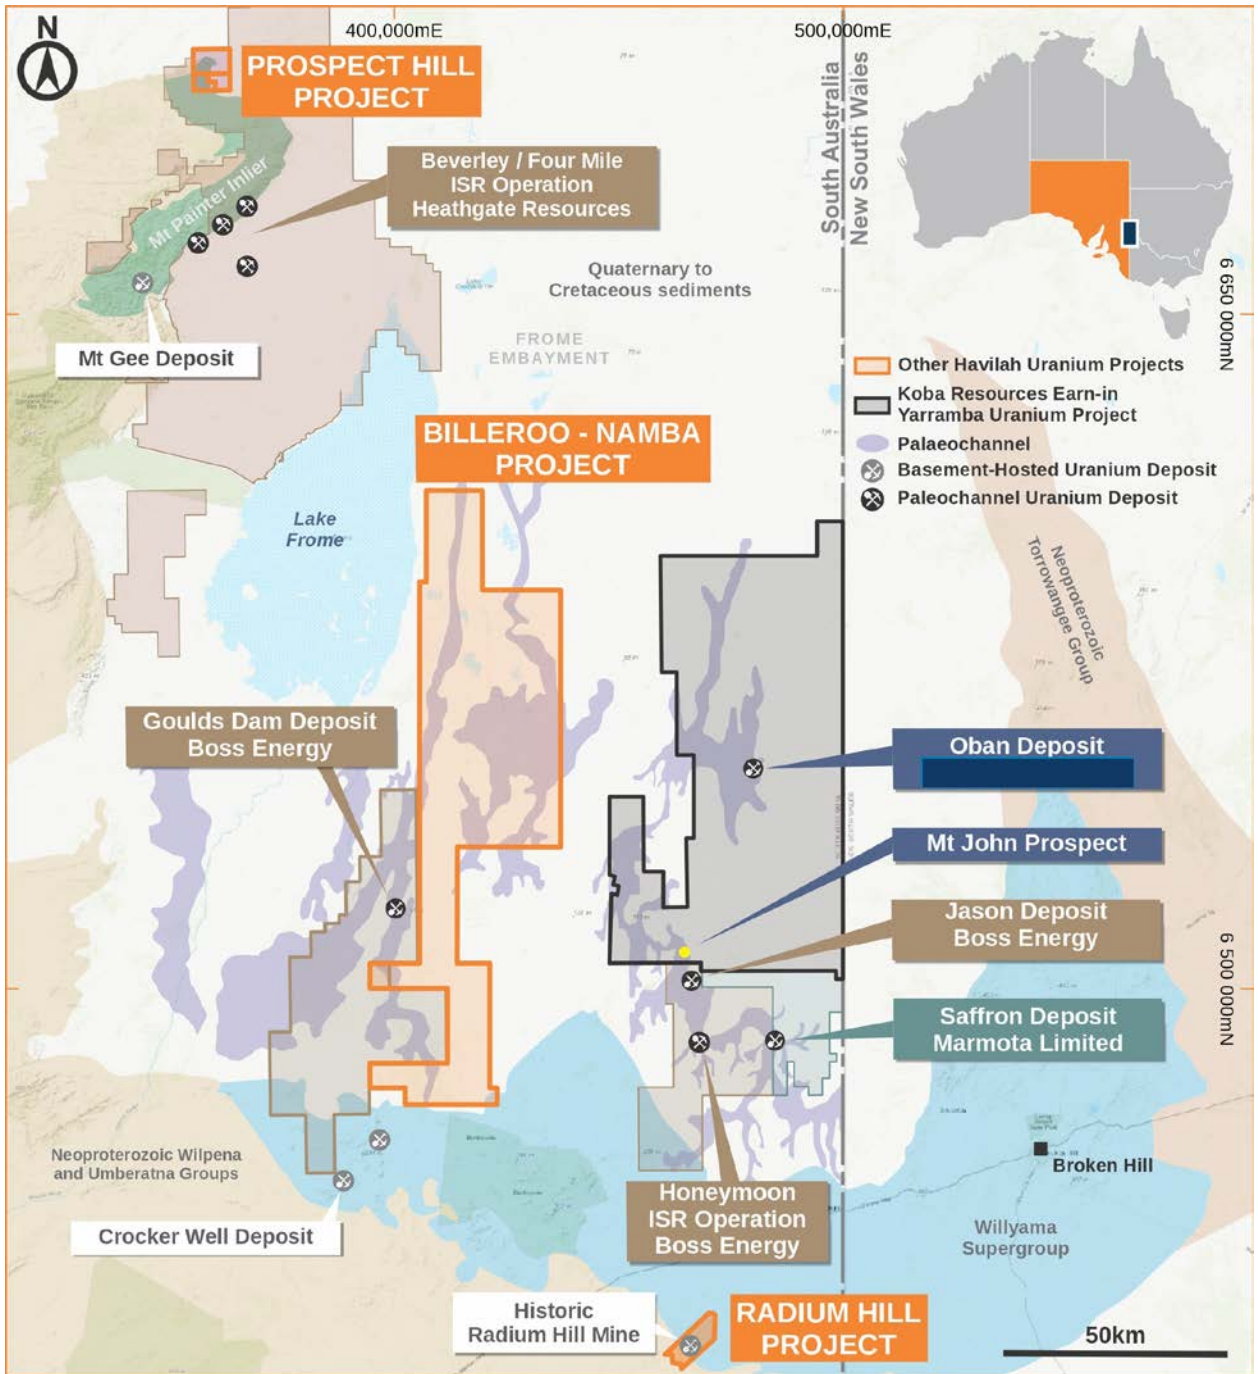 N
400,000mE
500,000mE
PROSPECT HILL
PROJECT
South Australia
New South Wales
Beverley / Four Mile
ISR Operation
Heathgate Resources
Mt Painter Inlier
Quaternary to
Cretaceous sediments
6 650 000mN
FROME
EMBAYMENT
Mt Gee Deposit
Other Havilah Uranium Projects
Koba Resources Earn-in
Yarramba Uranium Project
Palaeochannel
Basement-Hosted Uranium Deposit
Paleochannel Uranium Deposit
BILLEROO - NAMBA
PROJECT
Lake
Frome
Neoproterozoic
Torrowangee Group
Goulds Dam Deposit
Boss Energy
Oban Deposit
Mt John Prospect
Jason Deposit
Boss Energy
6 500 000mN
Saffron Deposit
Marmota Limited
Neoproterozoic Wilpena
and Umberatna Groups
Broken Hill
Crocker Well Deposit
Honeymoon
ISR Operation
Boss Energy
Willyama
Supergroup
Historic
Radium Hill Mine
RADIUM HILL
PROJECT
50km